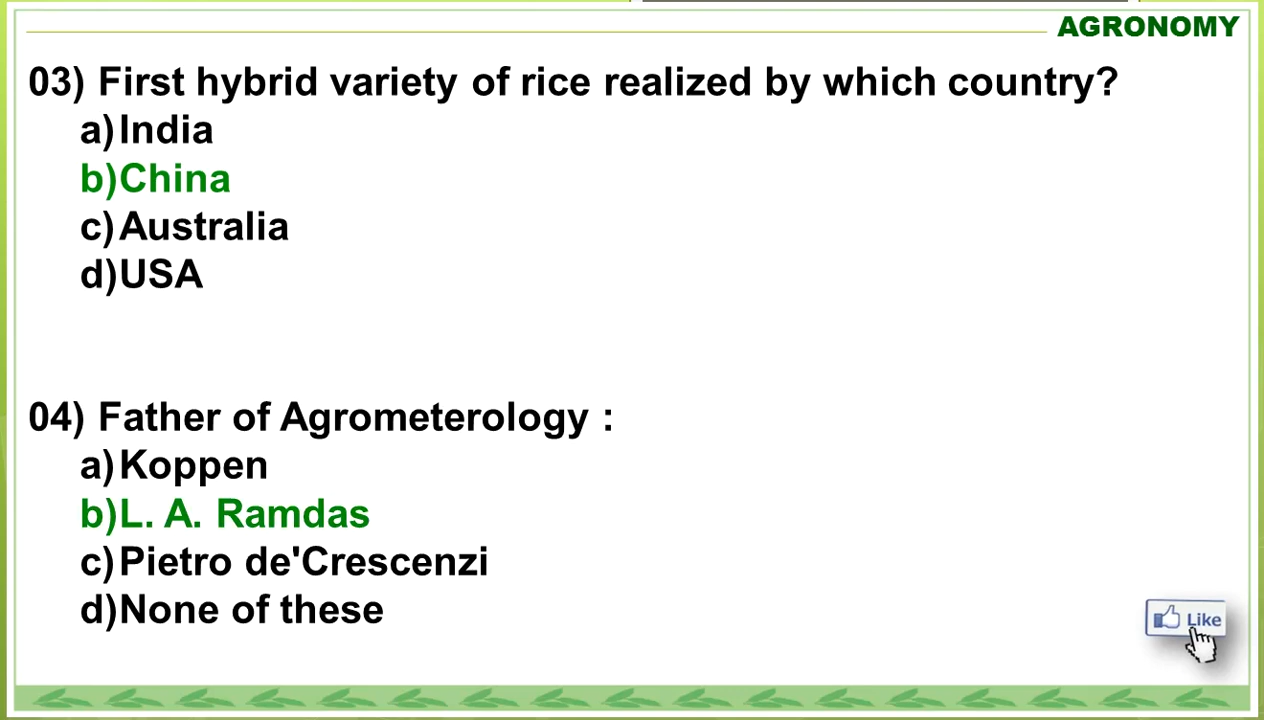 AGRONOMY
03) First hybrid variety of rice realized by which country?
a)India
b)China
c)Australia
d)USA
04) Father of Agrometerology :
a)Koppen
b)L. A. Ramdas
c)Pietro de'Crescenzi
d)None of these
Like